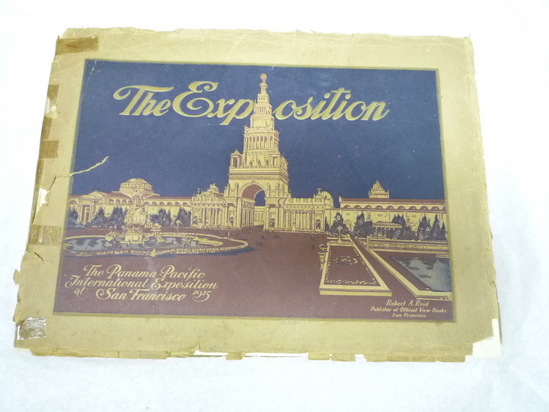 The Exposition
The Panama-Pacific
International Exposition
at San Francisco 1915
Robert A. Reid
Publisher of Official View Books
San Francisco